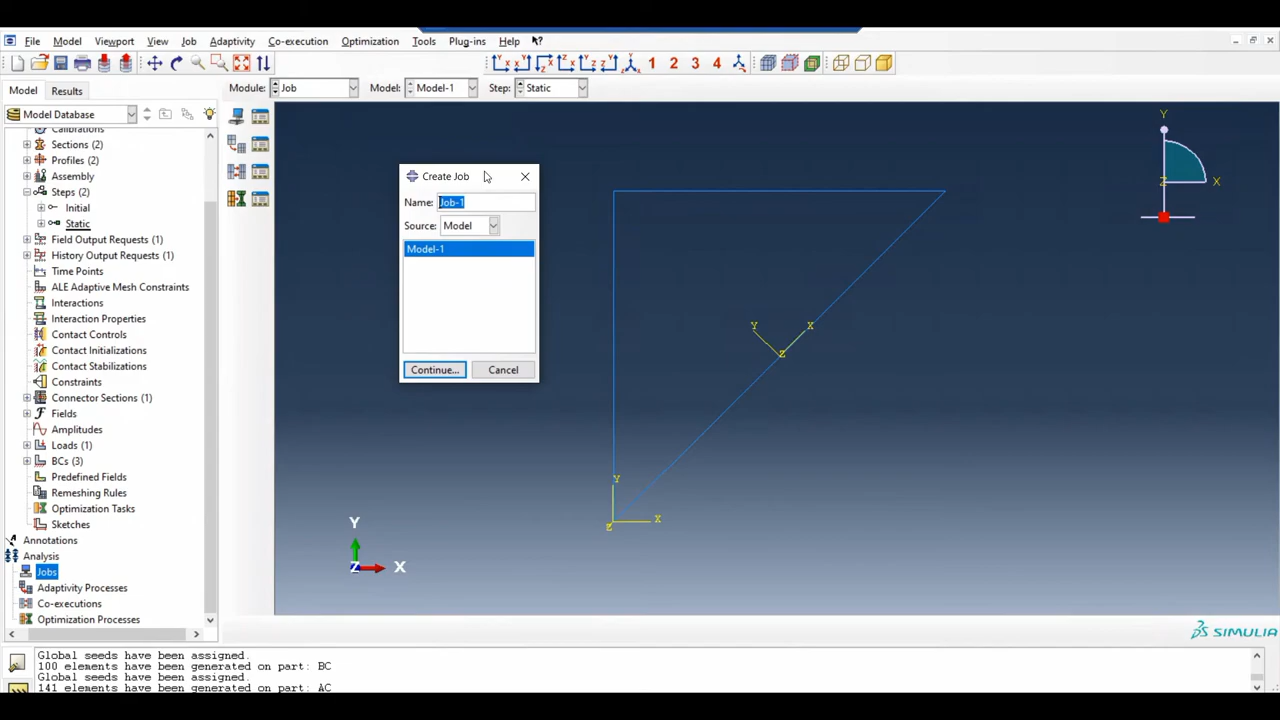 File Model Viewport View Job Adaptivity Co-execution Optimization Tools Plug-ins Help
1 2 3 4
Model Results Module: Job Model: Model-1 Step: Static
Model Database
Calibrations
Sections (2)
Profiles (2)
Assembly
Steps (2)
Initial
Static
Field Output Requests (1)
History Output Requests (1)
Time Points
ALE Adaptive Mesh Constraints
Interactions
Interaction Properties
Contact Controls
Contact Initializations
Contact Stabilizations
Constraints
Connector Sections (1)
Fields
Amplitudes
Loads (1)
BCs (3)
Predefined Fields
Remeshing Rules
Optimization Tasks
Sketches
Annotations
Analysis
Jobs
Adaptivity Processes
Co-executions
Optimization Processes
Create Job
Name: Job-1
Source: Model
Model-1
Continue... Cancel
Y
Z X
Y X
Z
Y
Z X
Y
Z X
SIMULIA
Global seeds have been assigned.
100 elements have been generated on part: BC
Global seeds have been assigned.
141 elements have been generated on part: AC